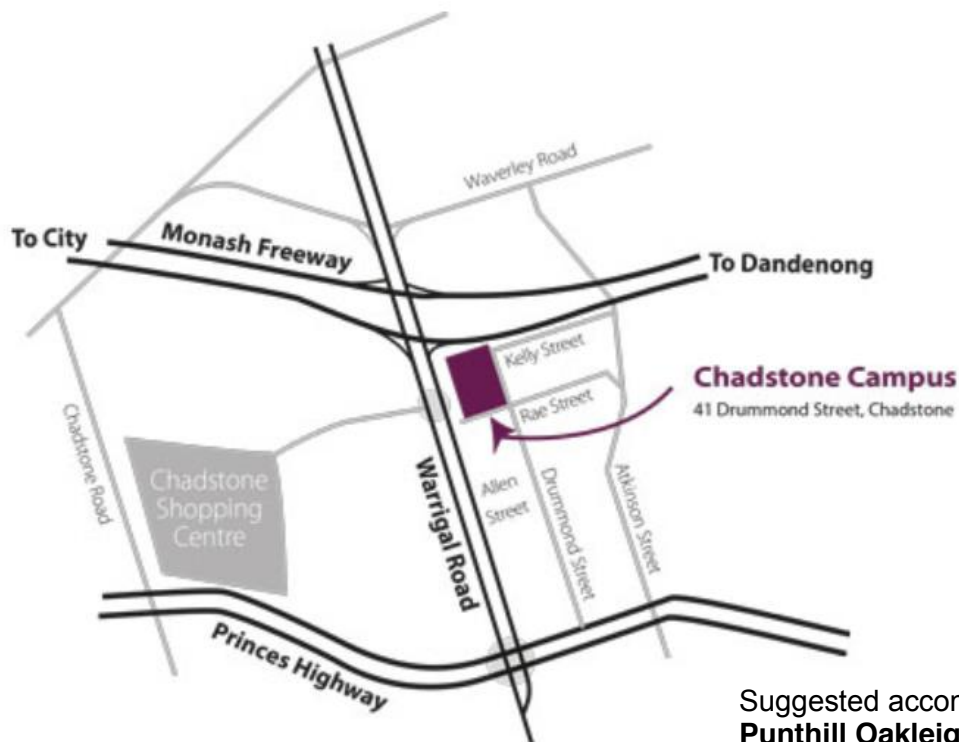 Waverley Road
To City
Monash Freeway
To Dandenong
Kelly Street
Chadstone Campus
41 Drummond Street, Chadstone
Rae Street
Chadstone Road
Chadstone
Shopping
Centre
Warrigal Road
Allen
Street
Drummond Street
Atkinson Street
Princes Highway
Suggested accor
Punthill Oakleig